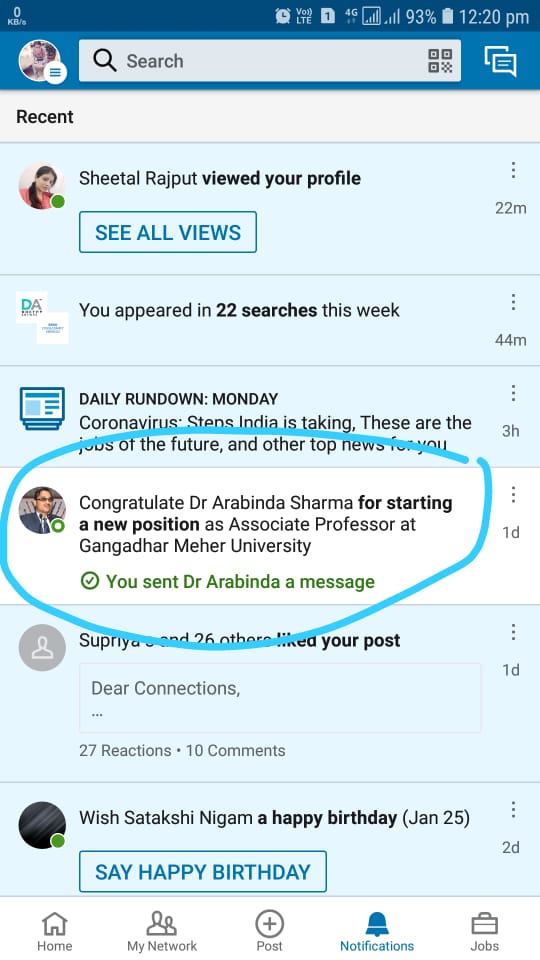 0
KB/s
Vo))
LTE
1
4G
93%
12:20 pm
Search
Recent
Sheetal Rajput viewed your profile
22m
SEE ALL VIEWS
DA
You appeared in 22 searches this week
44m
DAILY RUNDOWN: MONDAY
Coronavirus: Steps India is taking, These are the
jobs of the future, and other top news for you
3h
Congratulate Dr Arabinda Sharma for starting
a new position as Associate Professor at
Gangadhar Meher University
1d
You sent Dr Arabinda a message
Supriya and 26 others liked your post
1d
Dear Connections,
...
27 Reactions • 10 Comments
Wish Satakshi Nigam a happy birthday (Jan 25)
2d
SAY HAPPY BIRTHDAY
Home
My Network
Post
Notifications
Jobs